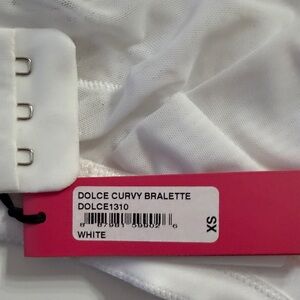 DOLCE CURVY BRALETTE
DOLCE1310
WHITE
XS